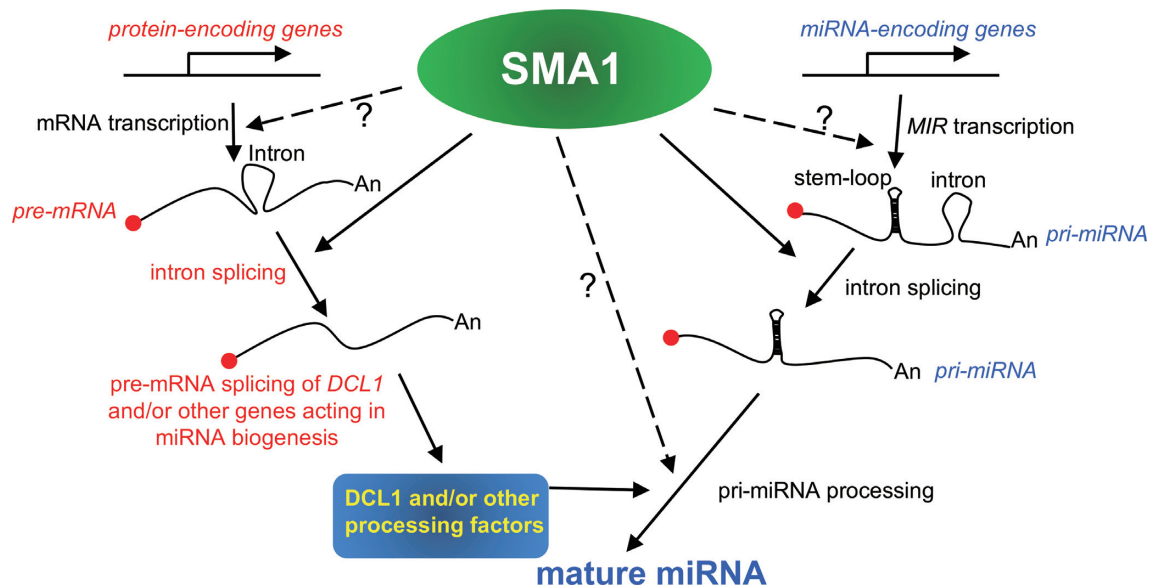 protein-encoding genes
SMA1
miRNA-encoding genes
mRNA transcription
?
?
MIR transcription
Intron
An
pre-mRNA
stem-loop
intron
An
pri-miRNA
intron splicing
?
intron splicing
An
An
pri-miRNA
pre-mRNA splicing of DCL1
and/or other genes acting in
miRNA biogenesis
DCL1 and/or other
processing factors
pri-miRNA processing
mature miRNA